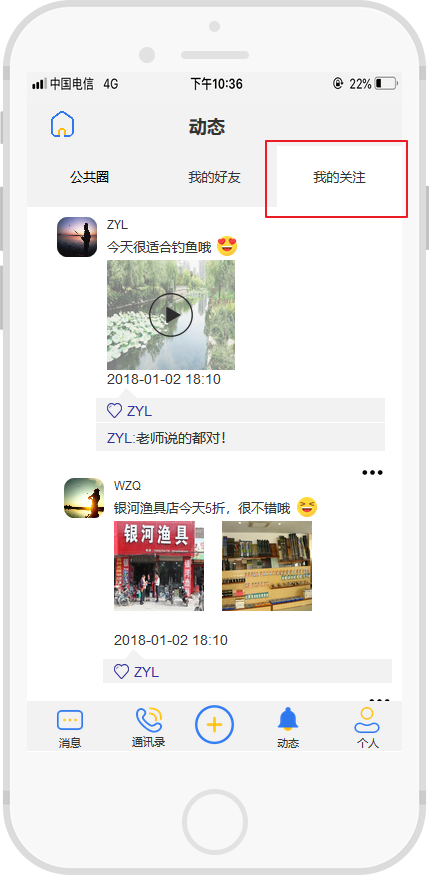 中国电信 4G 下午10:36 22%
动态
公共圈 我的好友 我的关注
ZYL
今天很适合钓鱼哦 😍
2018-01-02 18:10
ZYL
ZYL:老师说的都对!
WZQ
银河渔具店今天5折，很不错哦 😆
银河渔具
2018-01-02 18:10
ZYL
消息 通讯录 动态 个人